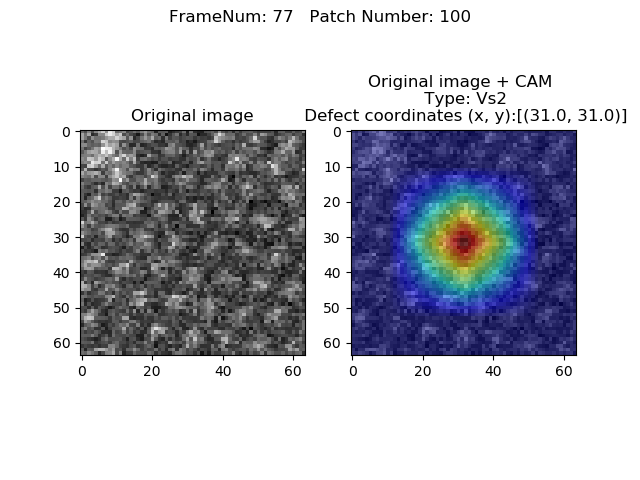 FrameNum: 77   Patch Number: 100
Original image
Original image + CAM
Type: Vs2
Defect coordinates (x, y):[(31.0, 31.0)]
0
10
20
30
40
50
60
0 20 40 60
0
10
20
30
40
50
60
0 20 40 60